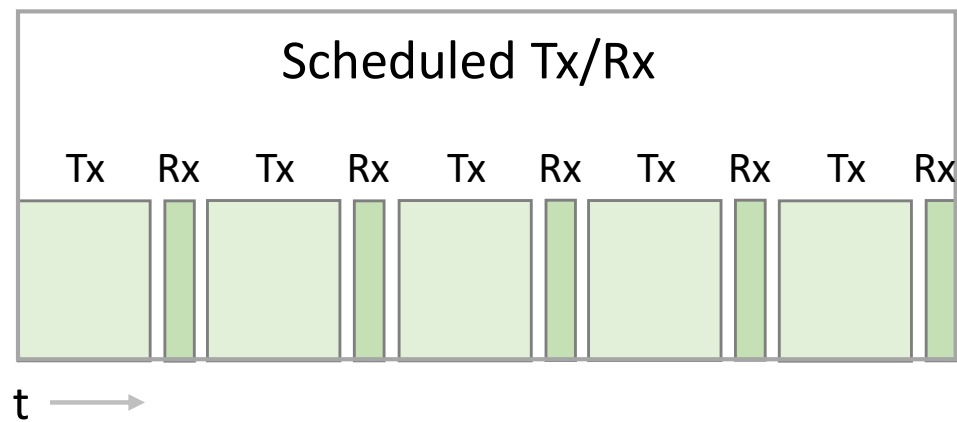 Scheduled Tx/Rx
Tx Rx Tx Rx Tx Rx Tx Rx Tx Rx
t